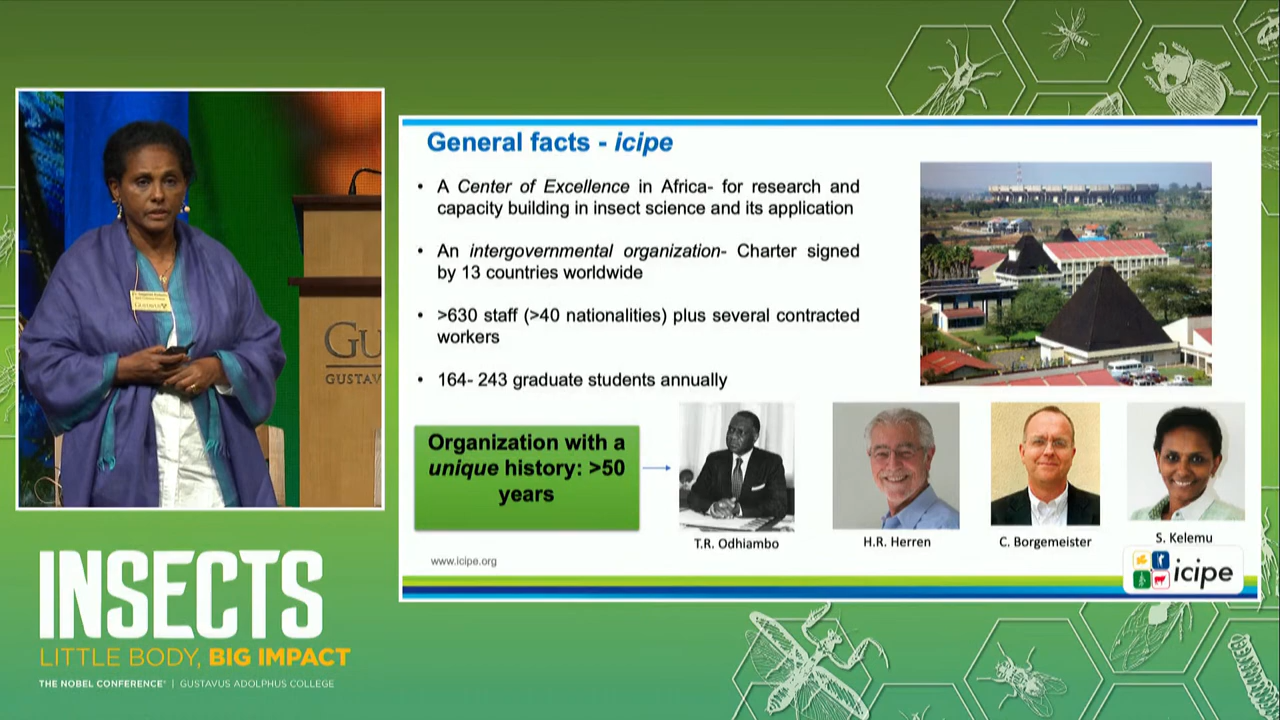 General facts - icipe
• A Center of Excellence in Africa- for research and
capacity building in insect science and its application
• An intergovernmental organization- Charter signed
by 13 countries worldwide
• >630 staff (>40 nationalities) plus several contracted
workers
• 164- 243 graduate students annually
Organization with a
unique history: >50
years
T.R. Odhiambo
H.R. Herren
C. Borgemeister
S. Kelemu
www.icipe.org
icipe
GU
GUSTAV
INSECTS
LITTLE BODY, BIG IMPACT
THE NOBEL CONFERENCE® | GUSTAVUS ADOLPHUS COLLEGE